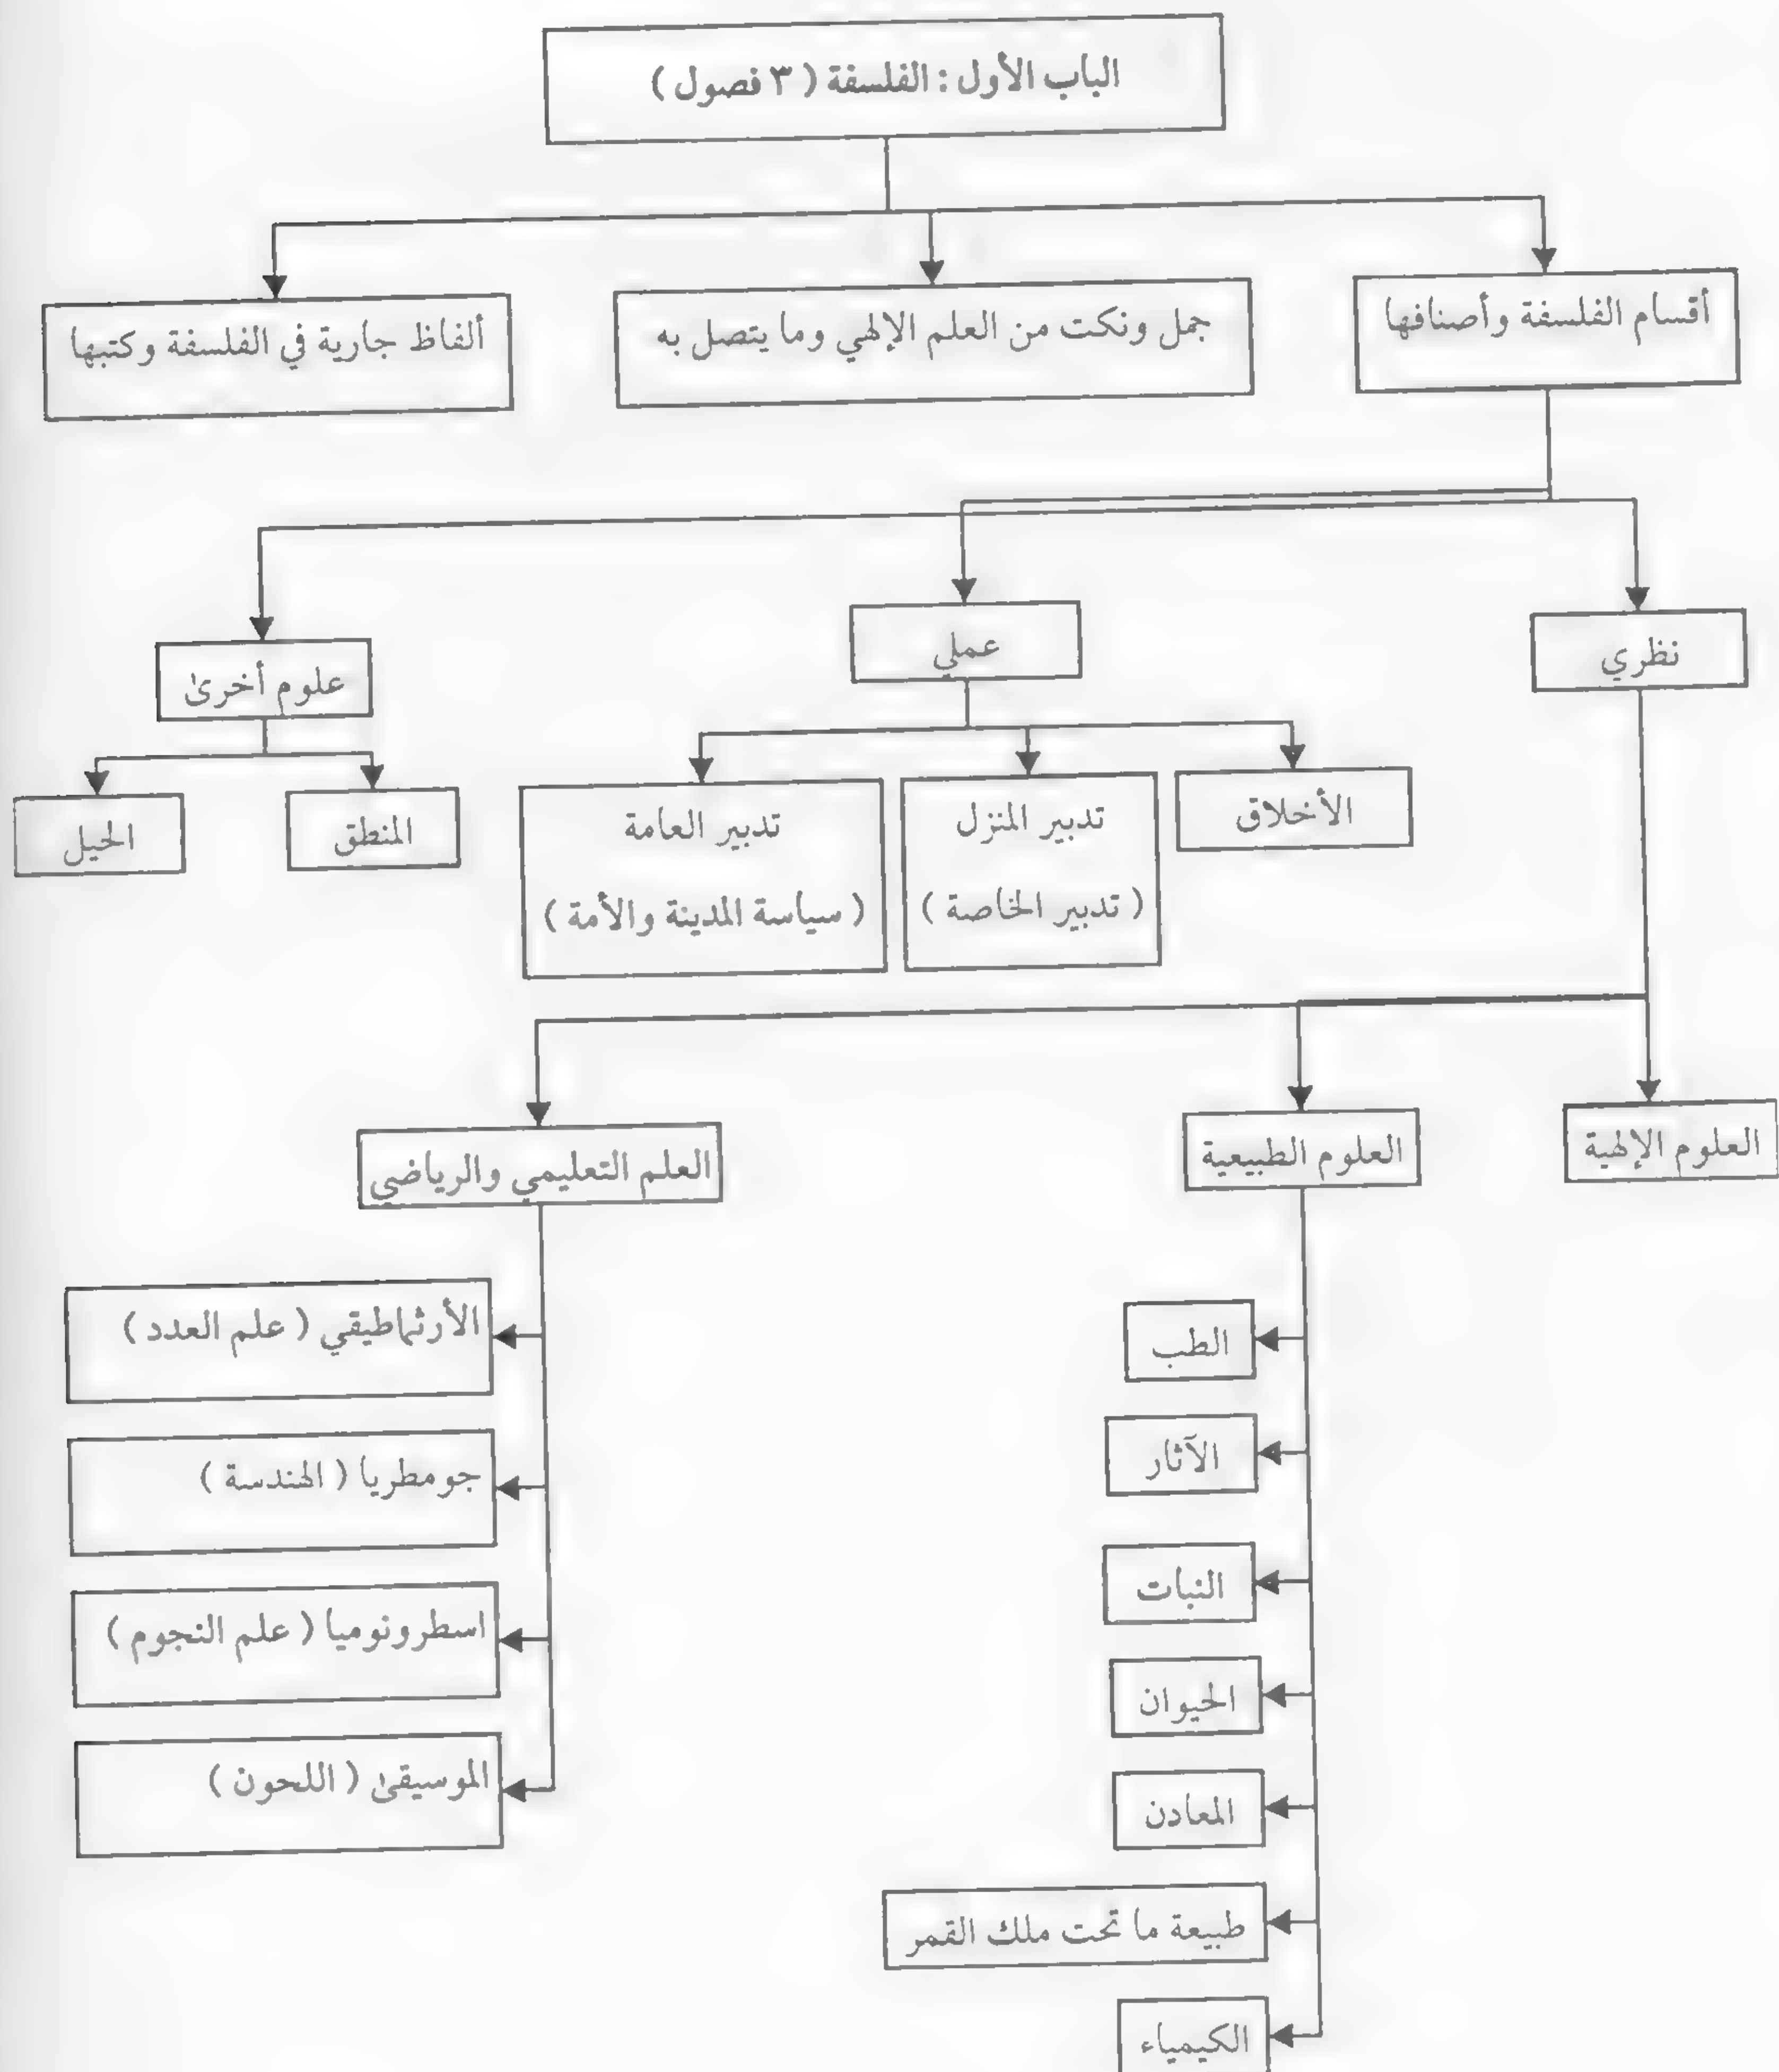 الباب الأول : الفلسفة ( ٣ فصول )
أقسام الفلسفة وأصنافها
جمل ونكت من العلم الإلهي وما يتصل به
ألفاظ جارية في الفلسفة وكتبها
نظري
عملي
علوم أخرىٰ
الأخلاق
تدبير المنزل
( تدبير الخاصة )
تدبير العامة
( سياسة المدينة والأمة )
المنطق
الحيل
العلوم الإلهية
العلوم الطبيعية
العلم التعليمي والرياضي
الطب
الآثار
النبات
الحيوان
المعادن
طبيعة ما تحت ملك القمر
الكيمياء
الأرثماطيقي ( علم العدد )
جومطريا ( الهندسة )
اسطرونوميا ( علم النجوم )
الموسيقىٰ ( اللحون )